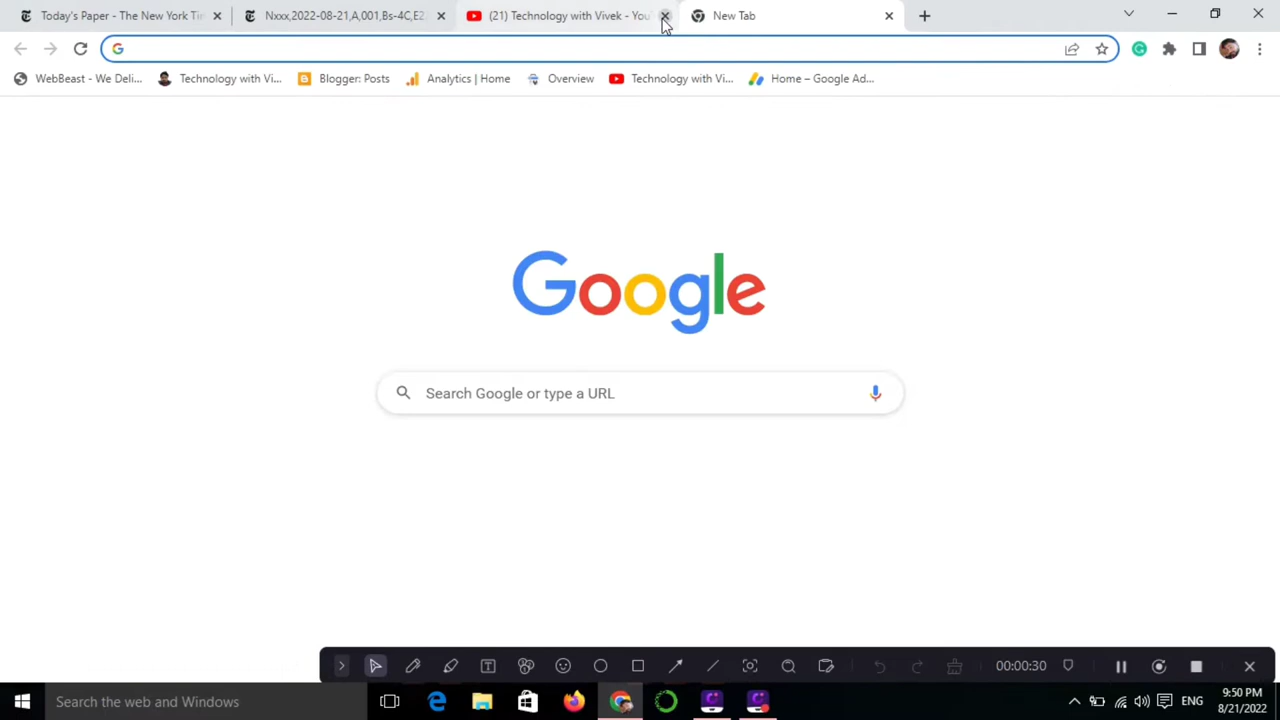 Today's Paper - The New York Tim
Nxxx,2022-08-21,A,001,Bs-4C,E2
(21) Technology with Vivek - You
New Tab
WebBeast - We Deli...
Technology with Vi...
Blogger: Posts
Analytics | Home
Overview
Technology with Vi...
Home – Google Ad...
Google
Search Google or type a URL
00:00:30
Search the web and Windows
ENG
9:50 PM
8/21/2022